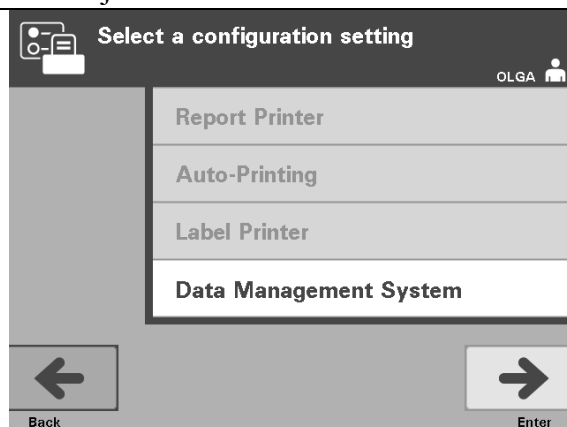 Select a configuration setting
OLGA
Report Printer
Auto-Printing
Label Printer
Data Management System
Back
Enter